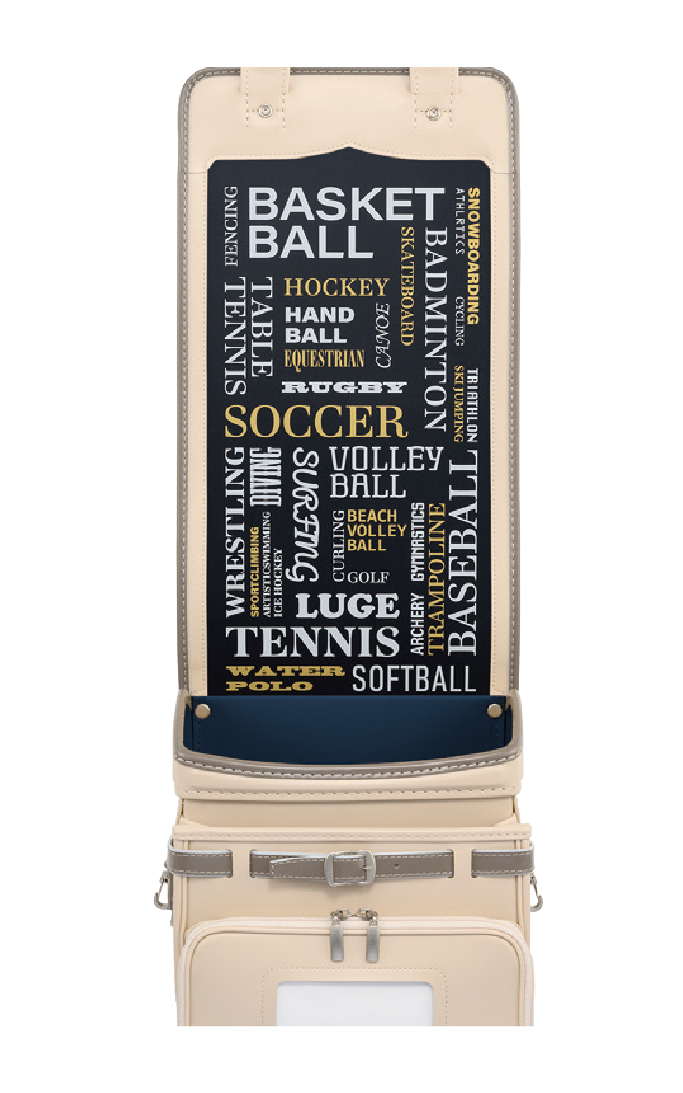 FENCING
BASKET
BALL
SKATEBOARD
BADMINTON
ATHLETICS
SNOWBOARDING
CYCLING
TENNIS
TABLE
HOCKEY
HAND
BALL
CANOE
EQUESTRIAN
RUGBY
TRIATHLON
SKI JUMPING
SOCCER
WRESTLING
DIVING
SURFING
VOLLEY
BALL
SPORTCLIMBING
ARTISTICSWIMMING
ICE HOCKEY
CURLING
BEACH
VOLLEY
BALL
GOLF
GYMNASTICS
TRAMPOLINE
BASEBALL
LUGE
ARCHERY
TENNIS
WATER
POLO
SOFTBALL